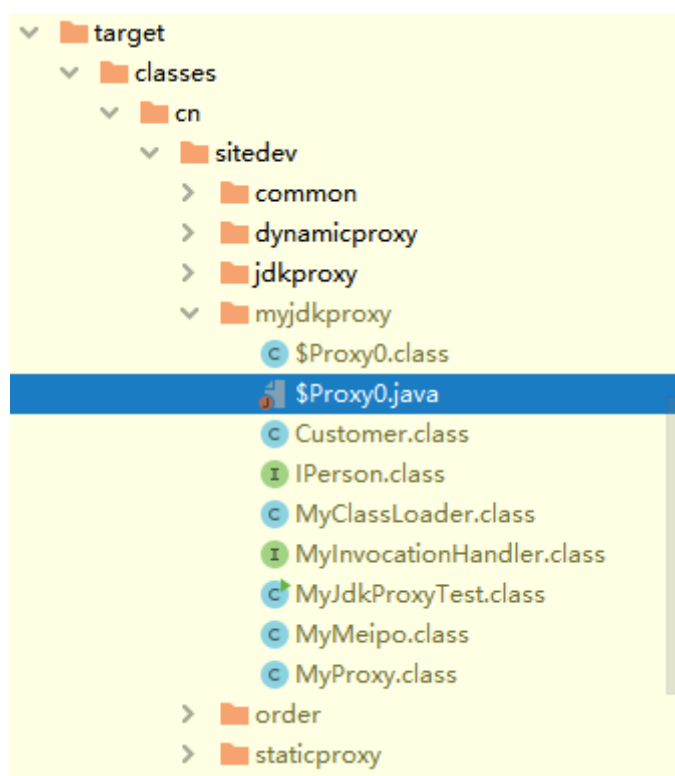 target
classes
cn
sitedev
common
dynamicproxy
jdkproxy
myjdkproxy
$Proxy0.class
$Proxy0.java
Customer.class
IPerson.class
MyClassLoader.class
MyInvocationHandler.class
MyJdkProxyTest.class
MyMeipo.class
MyProxy.class
order
staticproxy